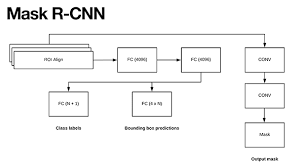 Mask R-CNN
ROI Align
FC (4096)
FC (4096)
CONV
FC (N + 1)
FC (4 x N)
CONV
Class labels
Bounding box predictions
Mask
Output mask